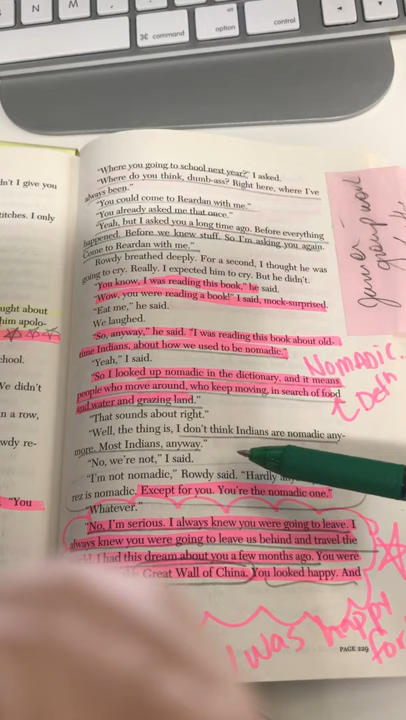 N
M
⌘ command
alt
option
control
dn't I give you
itches. I only
ught about
him apolo-
chool.
We didn't
n a row,
wdy re-
"You
"Where you going to school next year?" I asked.
"Where do you think, dumb-ass? Right here, where I've
always been."
"You could come to Reardan with me."
"You already asked me that once."
"Yeah, but I asked you a long time ago. Before everything
happened. Before we knew stuff. So I'm asking you again.
Come to Reardan with me."
Rowdy breathed deeply. For a second, I thought he was
going to cry. Really. I expected him to cry. But he didn't.
"You know, I was reading this book," he said.
"Wow, you were reading a book!" I said, mock-surprised.
"Eat me," he said.
We laughed.
"So, anyway," he said. "I was reading this book about old-
time Indians, about how we used to be nomadic."
"Yeah," I said.
"So I looked up nomadic in the dictionary, and it means
people who move around, who keep moving, in search of food
and water and grazing land."
"That sounds about right."
"Well, the thing is, I don't think Indians are nomadic any-
more. Most Indians, anyway."
"No, we're not," I said.
"I'm not nomadic," Rowdy said. "Hardly
rez is nomadic. Except for you. You're the nomadic one."
"Whatever."
"No, I'm serious. I always knew you were going to leave. I
always knew you were going to leave us behind and travel the
I had this dream about you a few months ago. You were
Great Wall of China. You looked happy. And
NOMADIC
Defn
I was happy
for
PAGE 229
group work